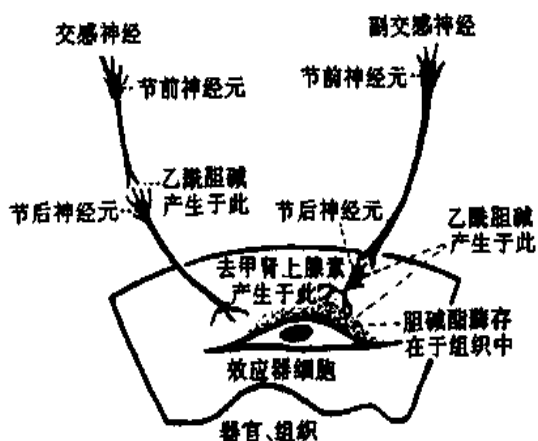 交感神经
副交感神经
节前神经元
节前神经元
乙酰胆碱
产生于此
节后神经元
节后神经元
乙酰胆碱
产生于此
去甲肾上腺素
产生于此
胆碱酯酶存
在于组织中
效应器细胞
器官、组织